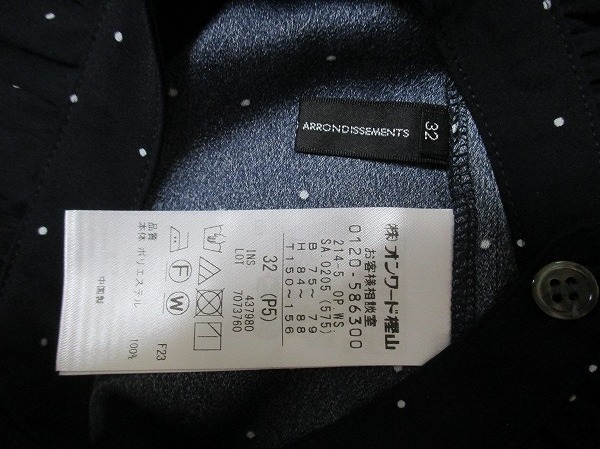 ARRONDISSEMENTS
32
㈱オンワード樫山
お客様相談室
0120-586300
214-5 OP WS
SA 0205 (575)
B 75～ 79
H 84～ 88
T150～156
32 (P5)
INS 437980
LOT 7073760
F
W
品質
本体 ポリエステル 100%
F23
中国製